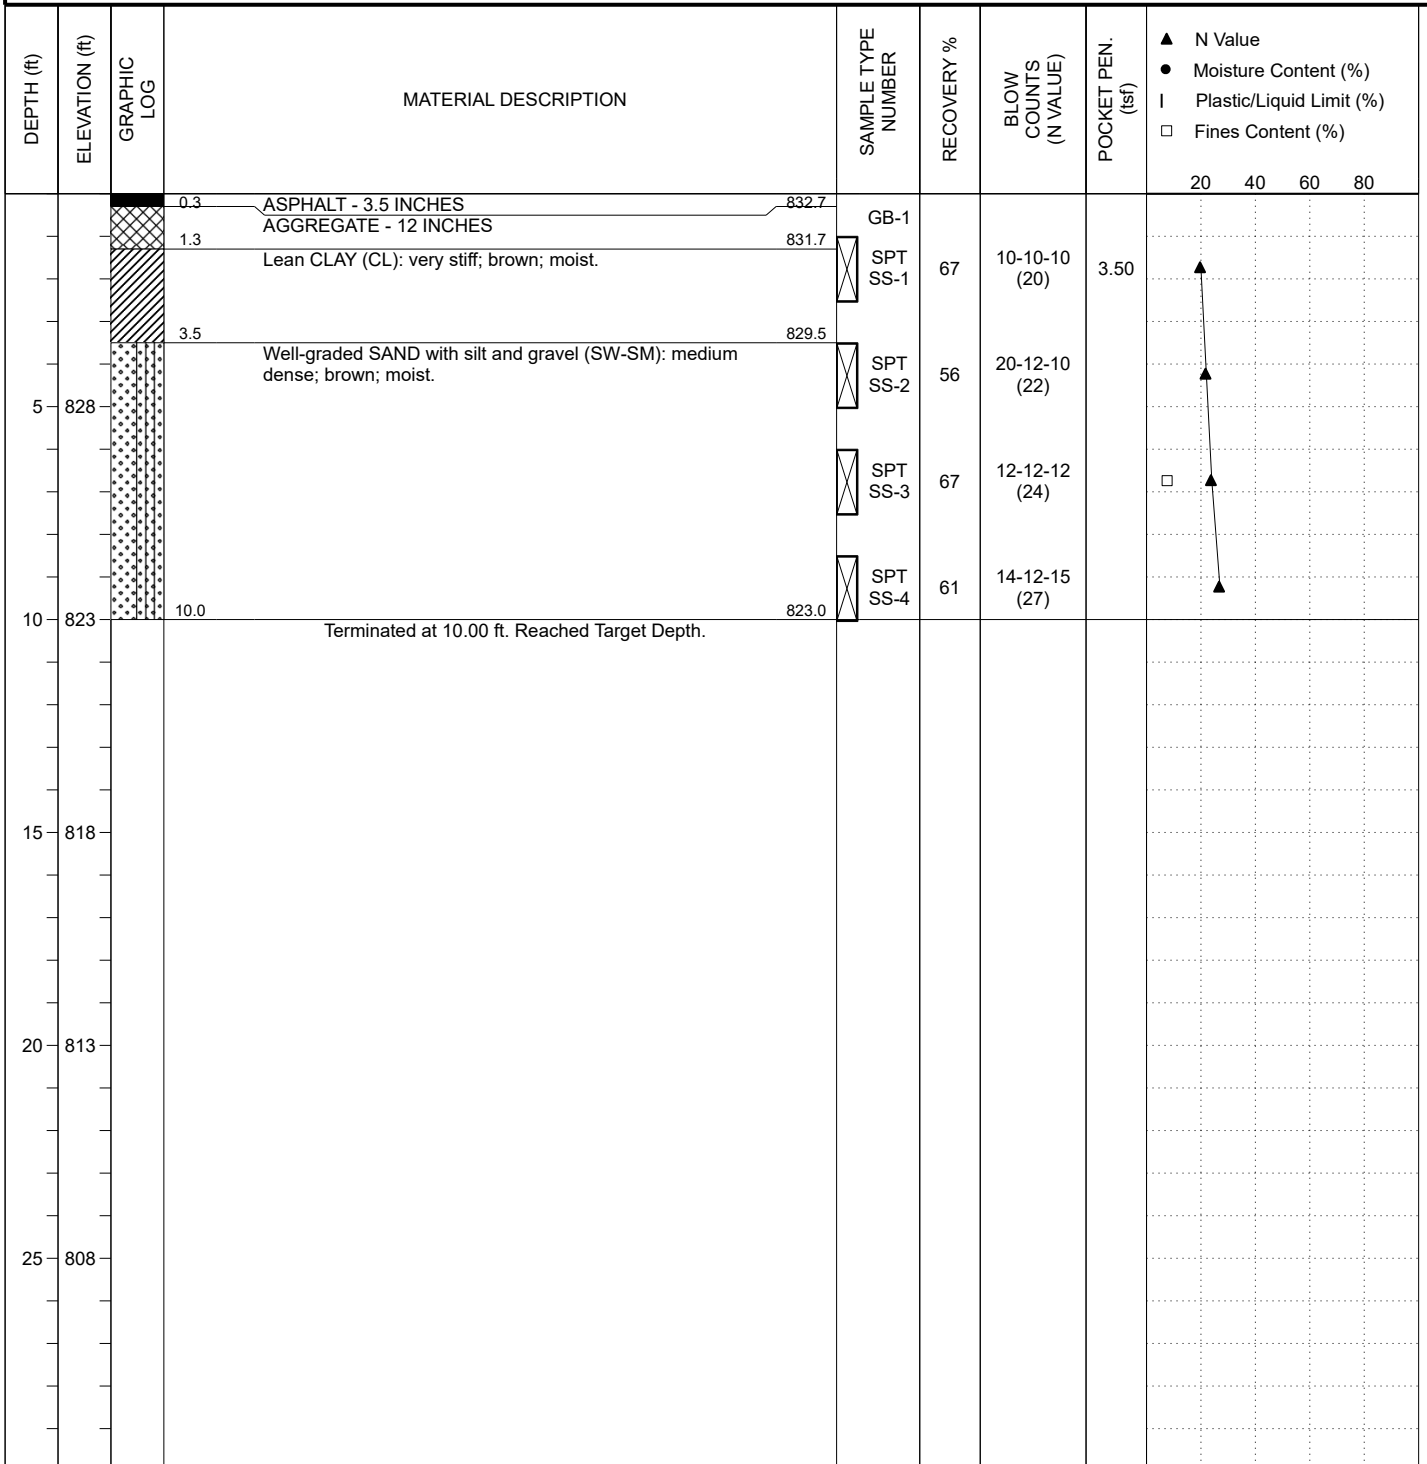 DEPTH (ft)
ELEVATION (ft)
GRAPHIC
LOG
MATERIAL DESCRIPTION
SAMPLE TYPE
NUMBER
RECOVERY %
BLOW
COUNTS
(N VALUE)
POCKET PEN.
(tsf)
▲ N Value
● Moisture Content (%)
| Plastic/Liquid Limit (%)
□ Fines Content (%)
20 40 60 80
0.3 ASPHALT - 3.5 INCHES 832.7
AGGREGATE - 12 INCHES
GB-1
1.3 831.7
Lean CLAY (CL): very stiff; brown; moist.
SPT
SS-1
67
10-10-10
(20)
3.50
3.5 829.5
Well-graded SAND with silt and gravel (SW-SM): medium
dense; brown; moist.
SPT
SS-2
56
20-12-10
(22)
5 828
SPT
SS-3
67
12-12-12
(24)
SPT
SS-4
61
14-12-15
(27)
10.0 823.0
10 823
Terminated at 10.00 ft. Reached Target Depth.
15 818
20 813
25 808